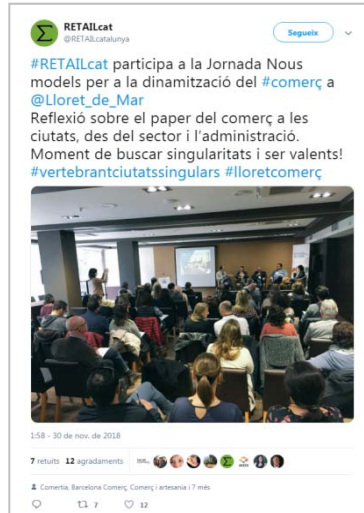 RETAILcat
@RETAILcatalunya
Segueix
#RETAILcat participa a la Jornada Nous
models per a la dinamització del #comerç a
@Lloret_de_Mar
Reflexió sobre el paper del comerç a les
ciutats, des del sector i l'administració.
Moment de buscar singularitats i ser valents!
#vertebrantciutatssingulars #lloretcomerç
1:58 - 30 de nov. de 2018
7 retuits 12 agradaments
Comertia, Barcelona Comerç, Comerç i artesania i 7 més
7 12